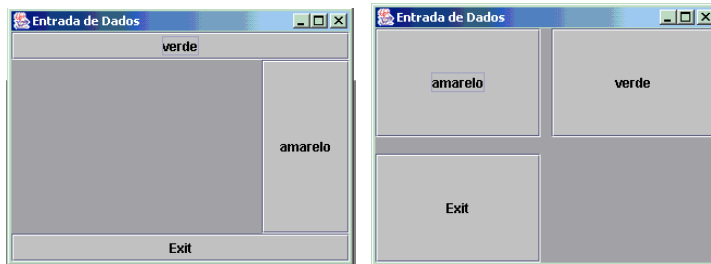 Entrada de Dados
verde
amarelo
Exit
Entrada de Dados
amarelo verde
Exit